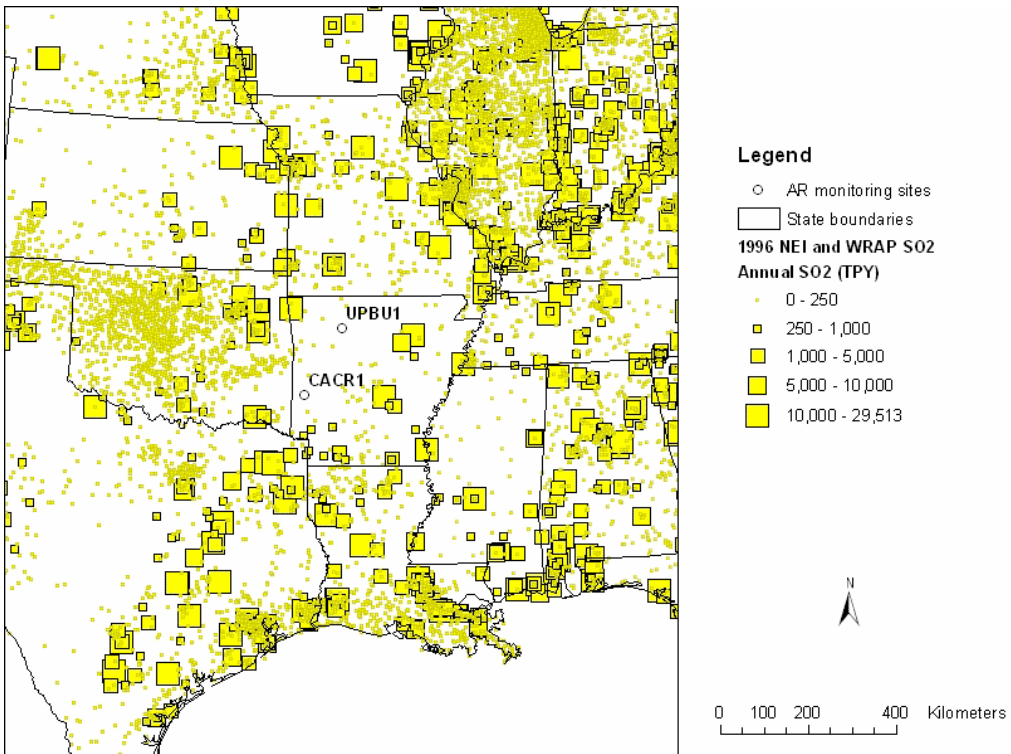 UPBU1
CACR1
Legend
AR monitoring sites
State boundaries
1996 NEI and WRAP SO2
Annual SO2 (TPY)
0 - 250
250 - 1,000
1,000 - 5,000
5,000 - 10,000
10,000 - 29,513
N
0 100 200 400 Kilometers